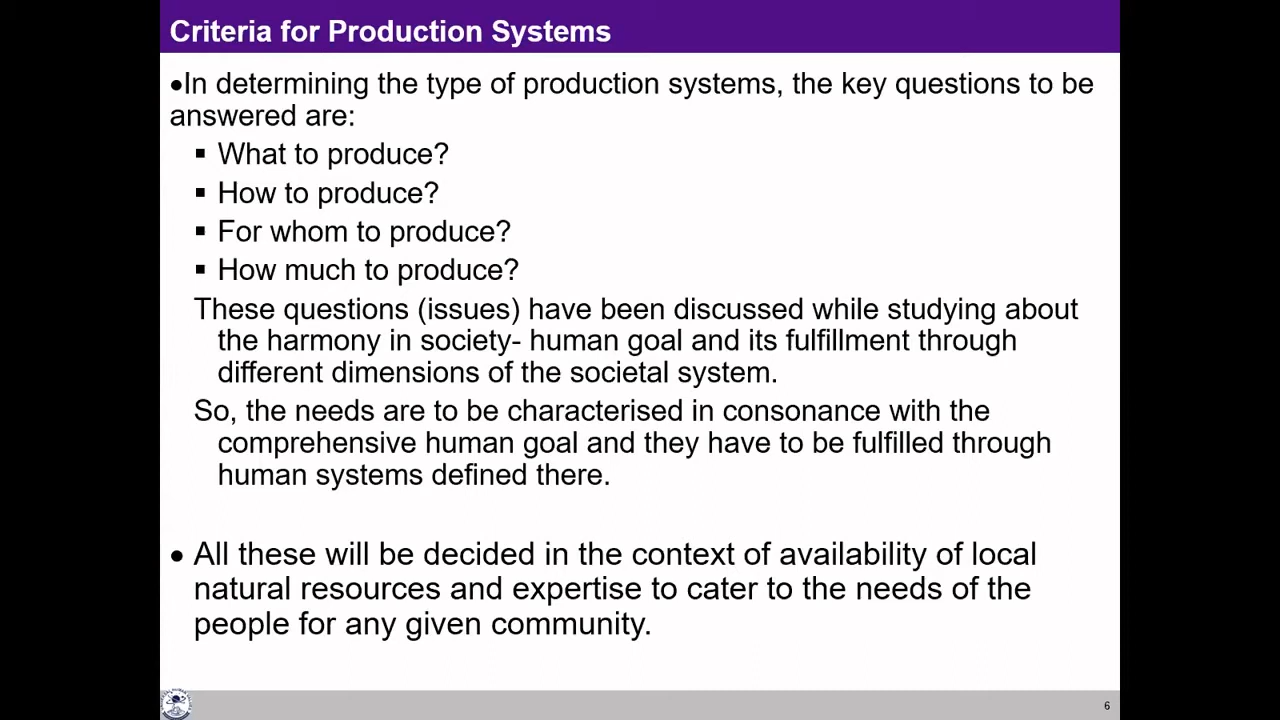 Criteria for Production Systems
•In determining the type of production systems, the key questions to be
answered are:
▪ What to produce?
▪ How to produce?
▪ For whom to produce?
▪ How much to produce?
These questions (issues) have been discussed while studying about
the harmony in society- human goal and its fulfillment through
different dimensions of the societal system.
So, the needs are to be characterised in consonance with the
comprehensive human goal and they have to be fulfilled through
human systems defined there.
• All these will be decided in the context of availability of local
natural resources and expertise to cater to the needs of the
people for any given community.
6